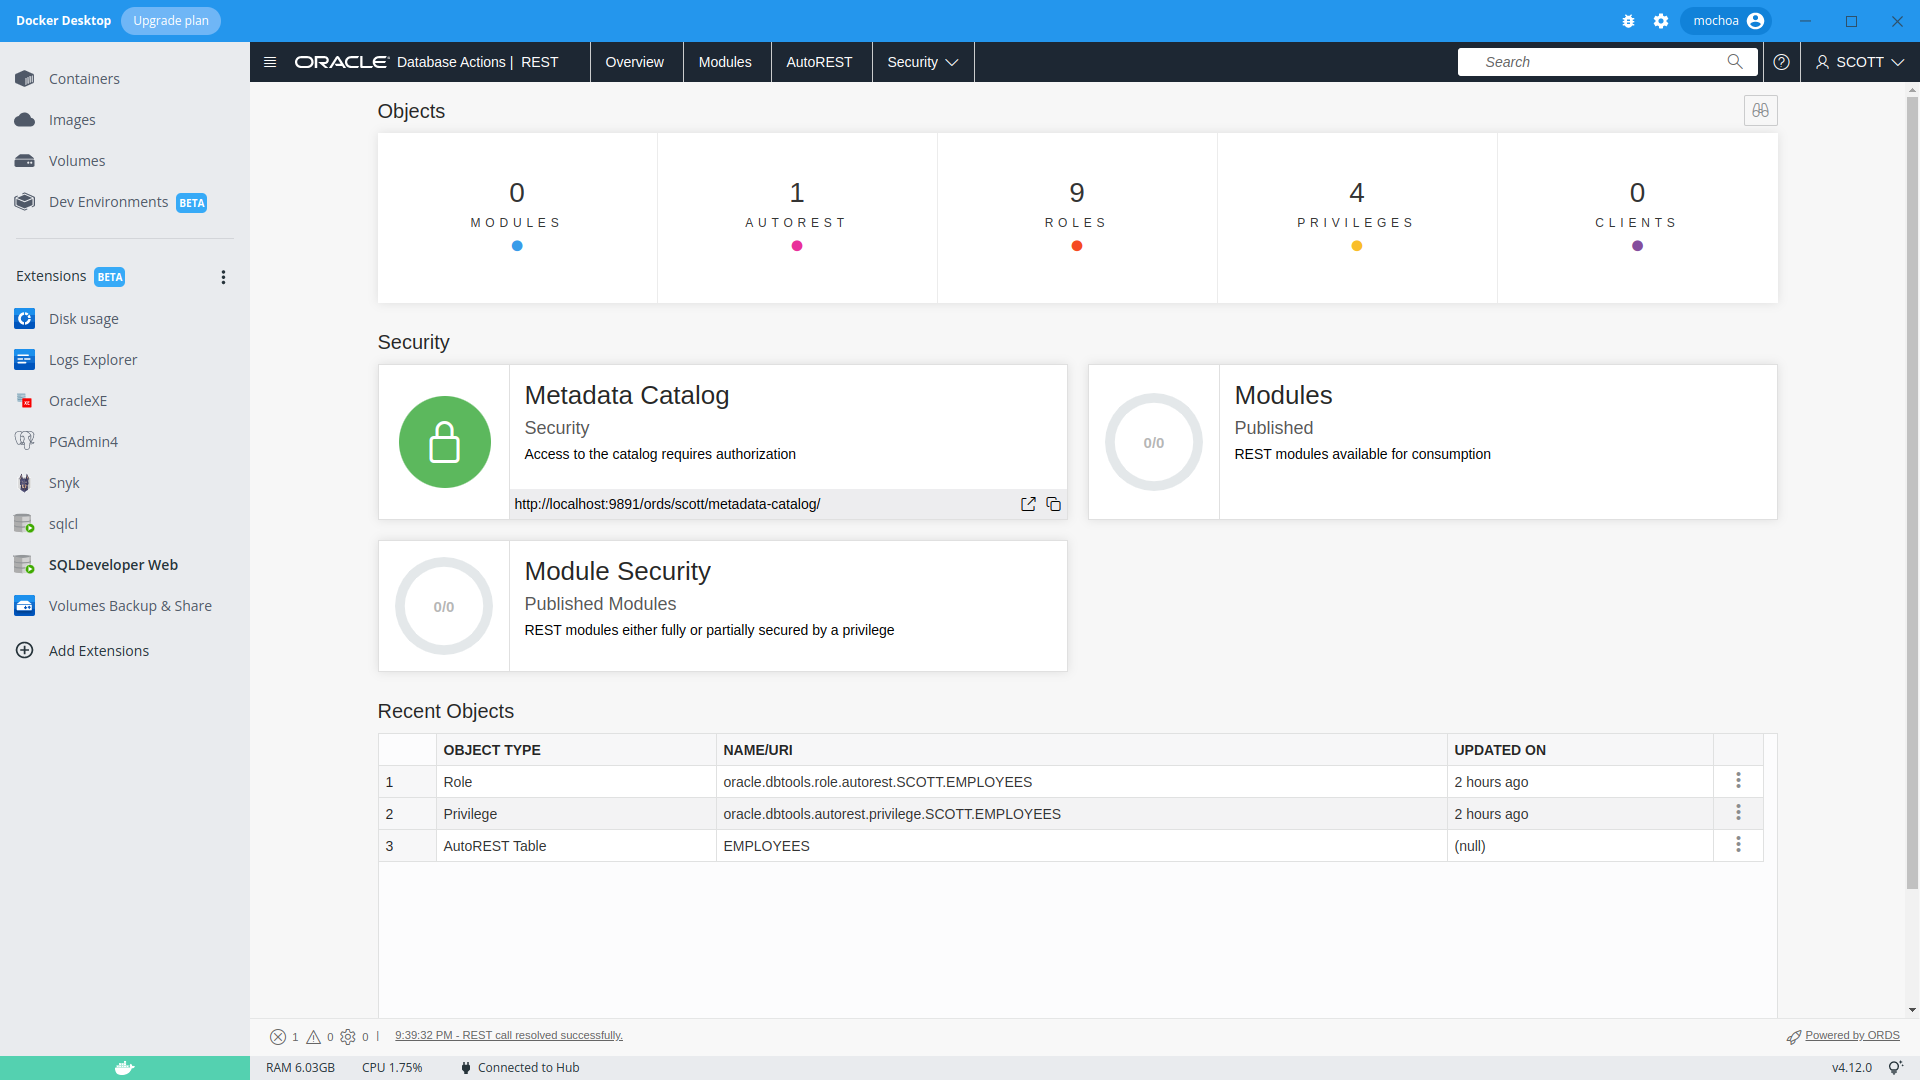 Docker Desktop Upgrade plan mochoa
Containers
Images
Volumes
Dev Environments BETA
Extensions BETA
Disk usage
Logs Explorer
OracleXE
PGAdmin4
Snyk
sqlcl
SQLDeveloper Web
Volumes Backup & Share
Add Extensions
ORACLE Database Actions | REST Overview Modules AutoREST Security Search SCOTT
Objects
0 1 9 4 0
MODULES AUTOREST ROLES PRIVILEGES CLIENTS
Security
Metadata Catalog
Security
Access to the catalog requires authorization
http://localhost:9891/ords/scott/metadata-catalog/
0/0
Modules
Published
REST modules available for consumption
0/0
Module Security
Published Modules
REST modules either fully or partially secured by a privilege
Recent Objects
OBJECT TYPE NAME/URI UPDATED ON
1 Role oracle.dbtools.role.autorest.SCOTT.EMPLOYEES 2 hours ago
2 Privilege oracle.dbtools.autorest.privilege.SCOTT.EMPLOYEES 2 hours ago
3 AutoREST Table EMPLOYEES (null)
1 0 0 | 9:39:32 PM - REST call resolved successfully. Powered by ORDS
RAM 6.03GB CPU 1.75% Connected to Hub v4.12.0